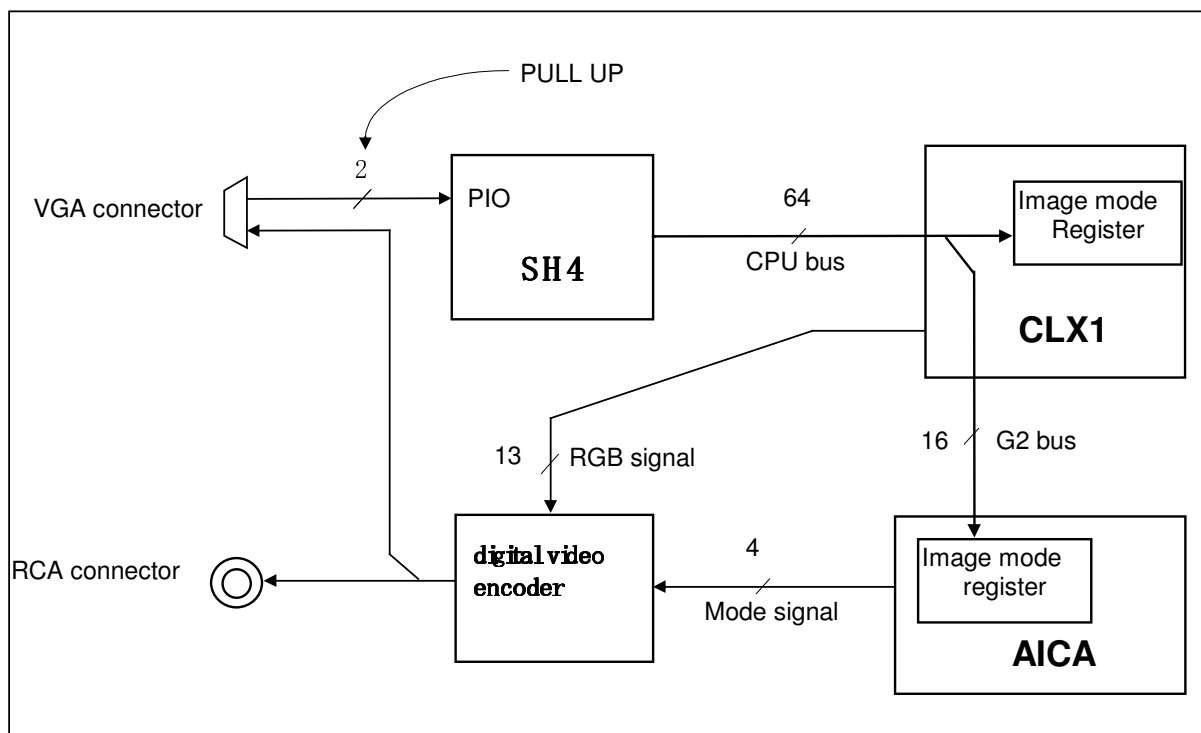 PULL UP
2
VGA connector
PIO
SH4
64
CPU bus
Image mode
Register
CLX1
13
RGB signal
16
G2 bus
RCA connector
digital video
encoder
4
Mode signal
Image mode
register
AICA